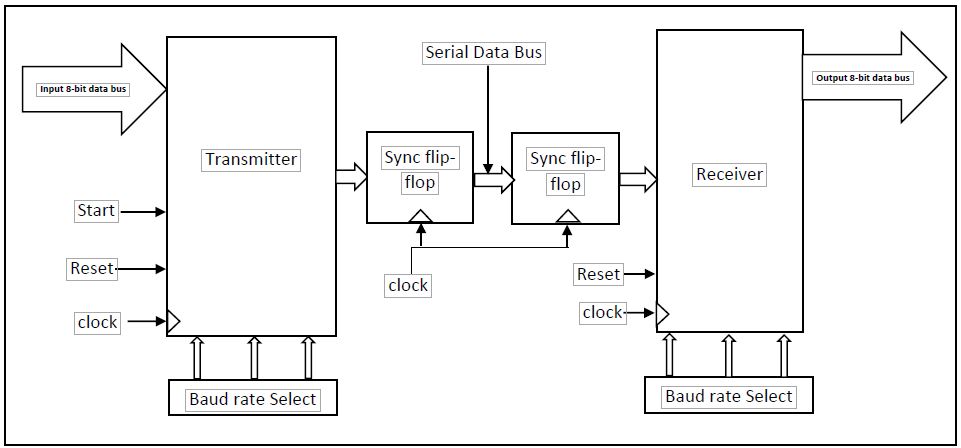 Serial Data Bus
Input 8-bit data bus
Output 8-bit data bus
Transmitter
Sync flip-
flop
Sync flip-
flop
Receiver
Start
Reset
clock
clock
Reset
clock
Baud rate Select
Baud rate Select